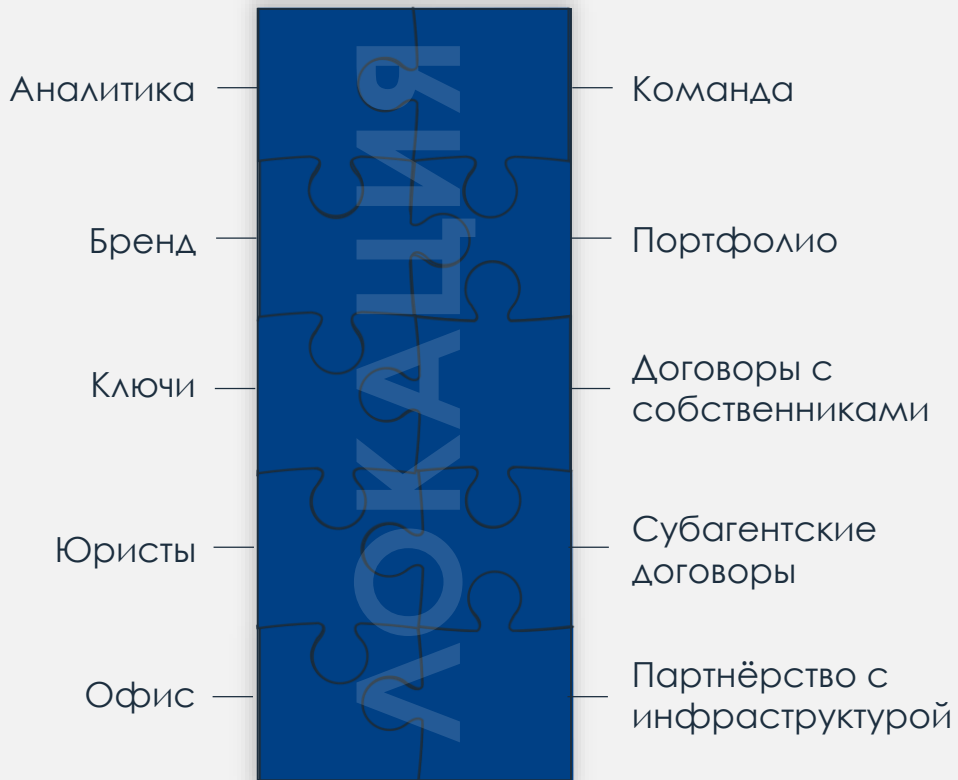 Аналитика
Бренд
Ключи
Юристы
Офис
ЛОКАЦИЯ
Команда
Портфолио
Договоры с
собственниками
Субагентские
договоры
Партнёрство с
инфраструктурой